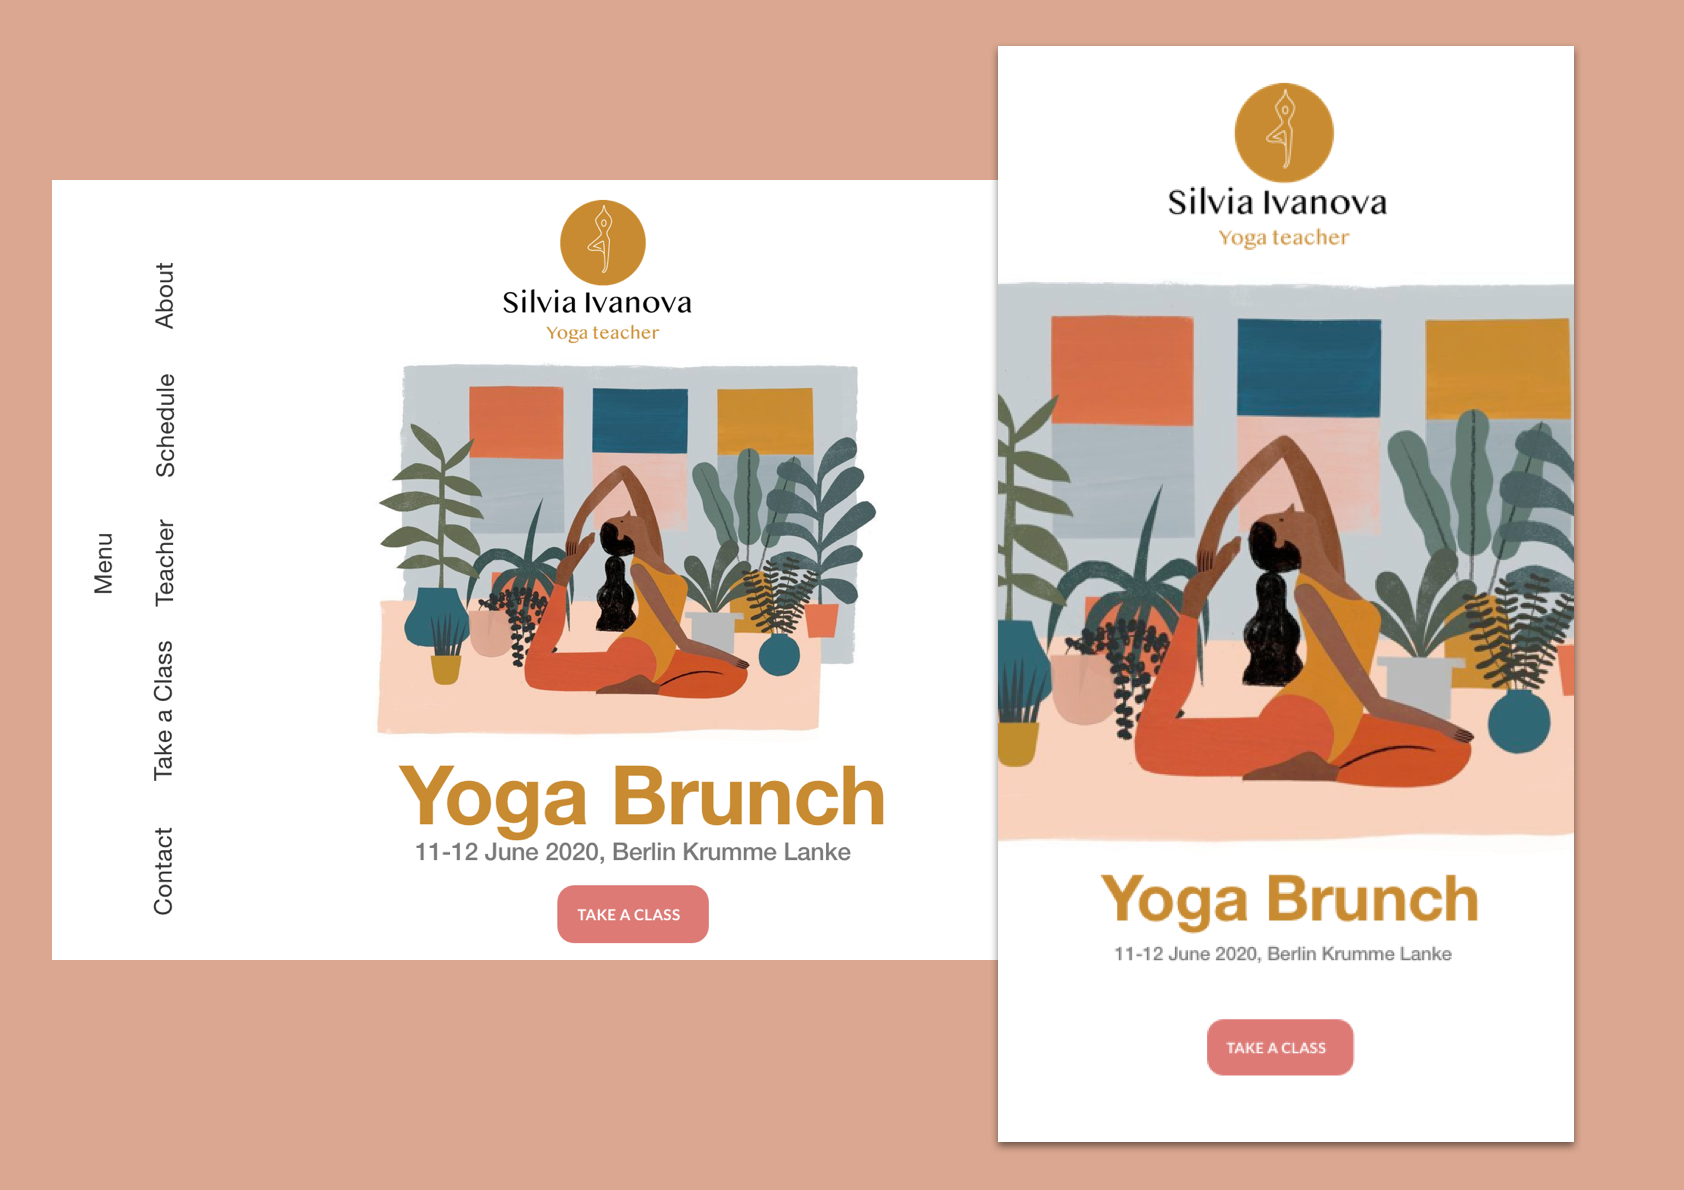 Menu
About
Schedule
Teacher
Take a Class
Contact
Silvia Ivanova
Yoga teacher
Yoga Brunch
11-12 June 2020, Berlin Krumme Lanke
TAKE A CLASS
Silvia Ivanova
Yoga teacher
Yoga Brunch
11-12 June 2020, Berlin Krumme Lanke
TAKE A CLASS